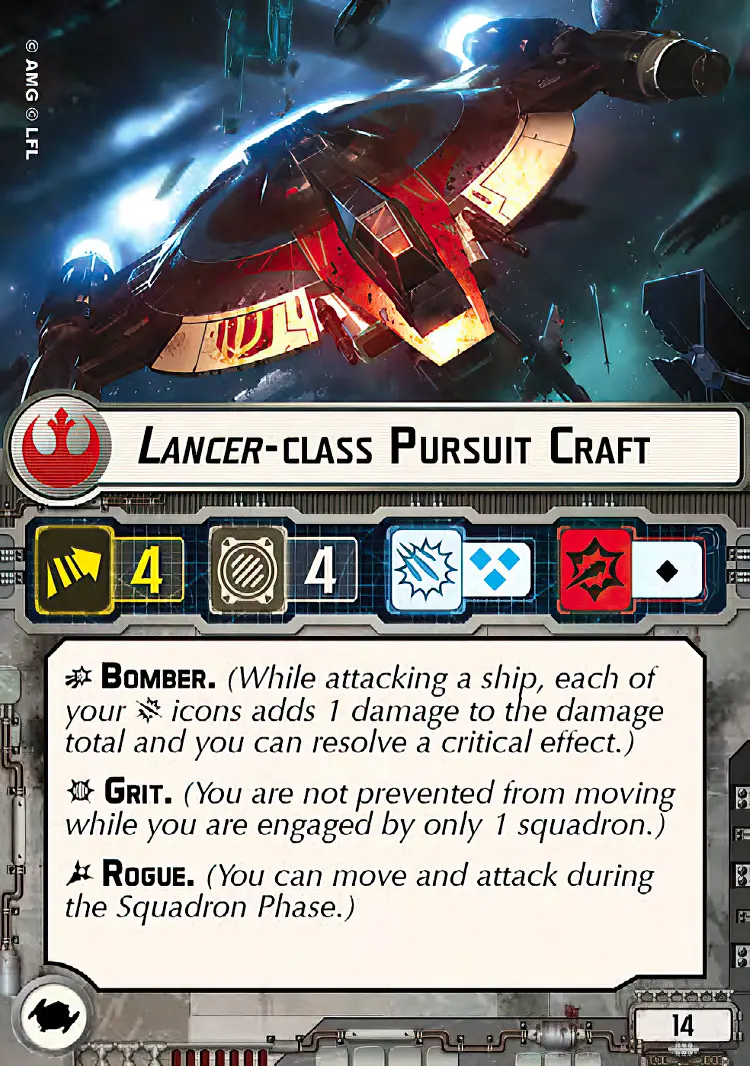 © AMG © LFL
LANCER-CLASS PURSUIT CRAFT
4
4
BOMBER. (While attacking a ship, each of
your icons adds 1 damage to the damage
total and you can resolve a critical effect.)
GRIT. (You are not prevented from moving
while you are engaged by only 1 squadron.)
ROGUE. (You can move and attack during
the Squadron Phase.)
14